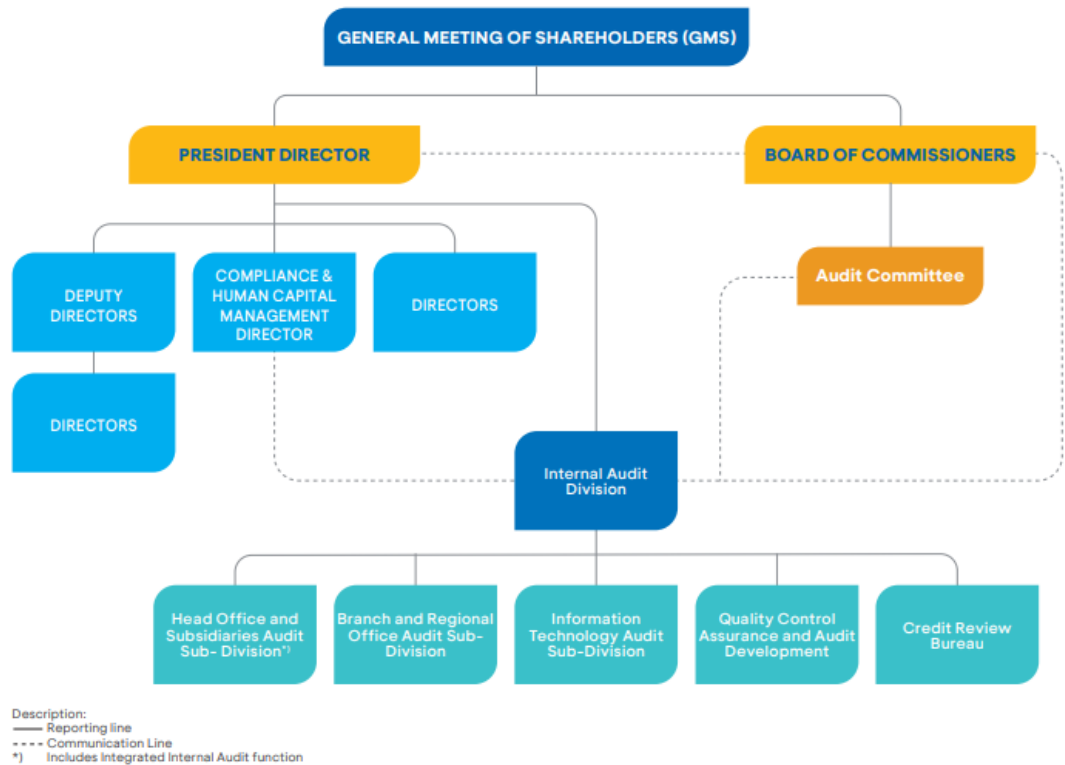 GENERAL MEETING OF SHAREHOLDERS (GMS)
PRESIDENT DIRECTOR
BOARD OF COMMISSIONERS
Audit Committee
DEPUTY
DIRECTORS
COMPLIANCE &
HUMAN CAPITAL
MANAGEMENT
DIRECTOR
DIRECTORS
DIRECTORS
Internal Audit
Division
Head Office and
Subsidiaries Audit
Sub- Division*)
Branch and Regional
Office Audit Sub-
Division
Information
Technology Audit
Sub-Division
Quality Control
Assurance and Audit
Development
Credit Review
Bureau
Description:
Reporting line
Communication Line
*) Includes Integrated Internal Audit function